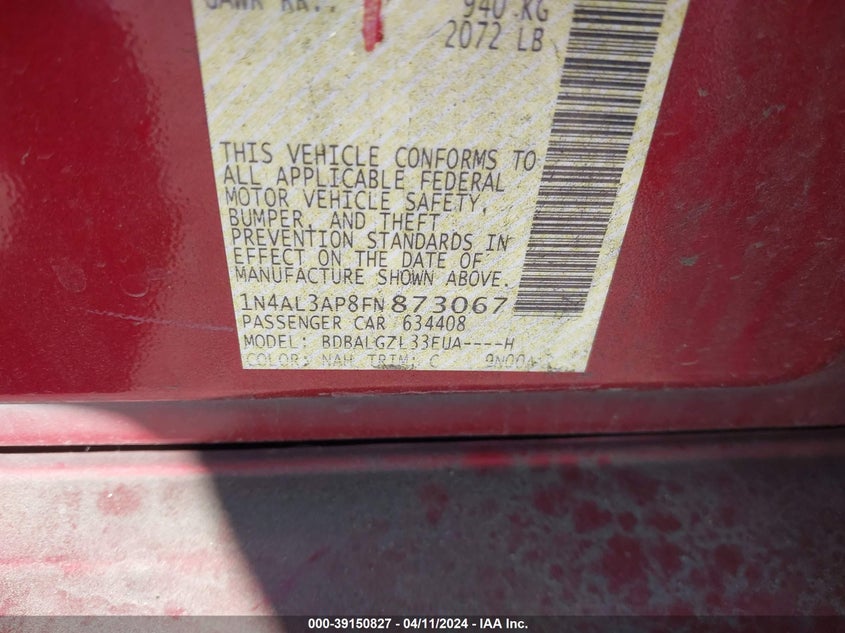 GAWR RR.:
940 KG
2072 LB
THIS VEHICLE CONFORMS TO
ALL APPLICABLE FEDERAL
MOTOR VEHICLE SAFETY,
BUMPER, AND THEFT
PREVENTION STANDARDS IN
EFFECT ON THE DATE OF
MANUFACTURE SHOWN ABOVE.
1N4AL3AP8FN873067
PASSENGER CAR 634408
MODEL: BDBALGZL33EUA----H
COLOR: NAH TRIM: C
000-39150827 - 04/11/2024 - IAA Inc.